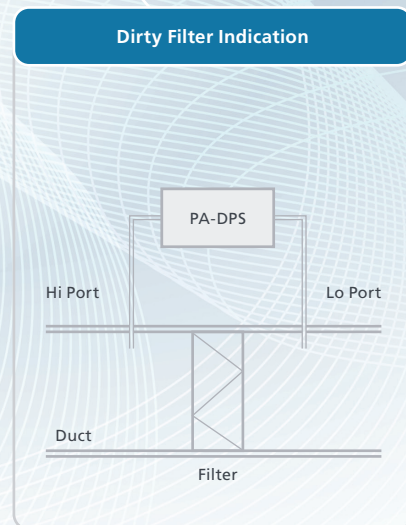 Dirty Filter Indication
PA-DPS
Hi Port
Lo Port
Duct
Filter